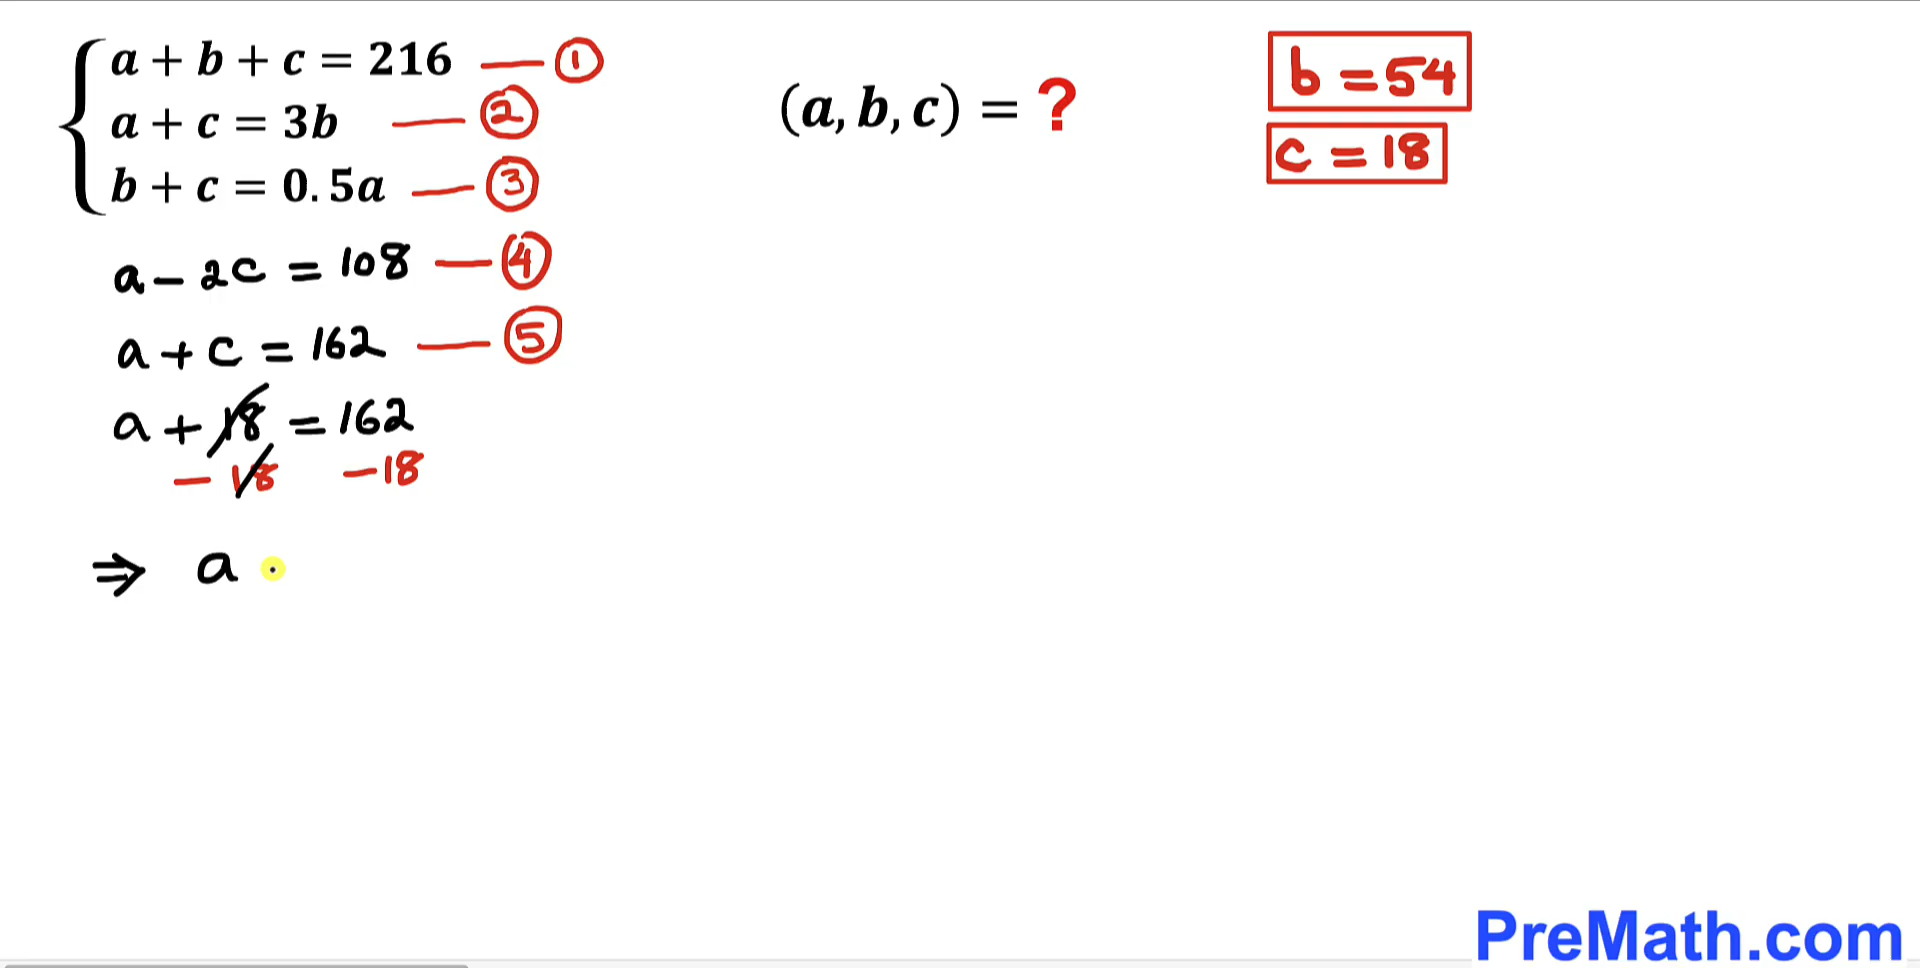 a + b + c = 216 — ①
a + c = 3b — ②
b + c = 0.5a — ③
(a, b, c) = ?
b = 54
c = 18
a − 2c = 108 — ④
a + c = 162 — ⑤
a + 18 = 162
− 18 − 18
⇒ a
PreMath.com